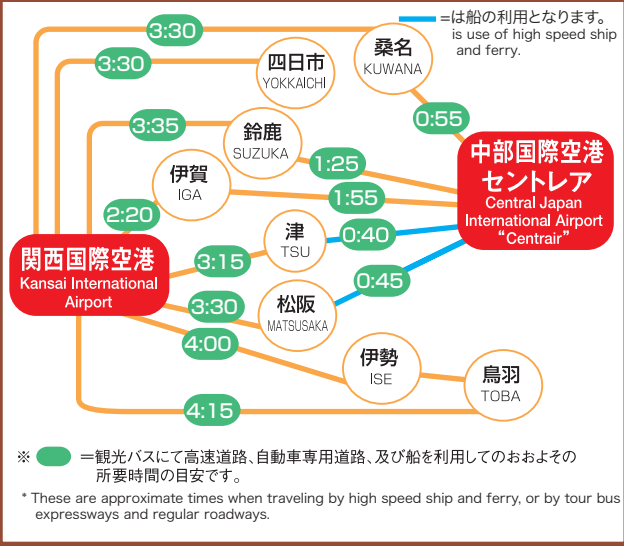 3:30
=は船の利用となります。
is use of high speed ship
and ferry.
桑名
KUWANA
3:30
四日市
YOKKAICHI
0:55
3:35
鈴鹿
SUZUKA
中部国際空港
セントレア
Central Japan
International Airport
“Centrair”
1:25
伊賀
IGA
1:55
2:20
津
TSU
0:40
関西国際空港
Kansai International
Airport
3:15
0:45
3:30
松阪
MATSUSAKA
4:00
伊勢
ISE
鳥羽
TOBA
4:15
※ =観光バスにて高速道路、自動車専用道路、及び船を利用してのおおよその
所要時間の目安です。
* These are approximate times when traveling by high speed ship and ferry, or by tour bus
expressways and regular roadways.